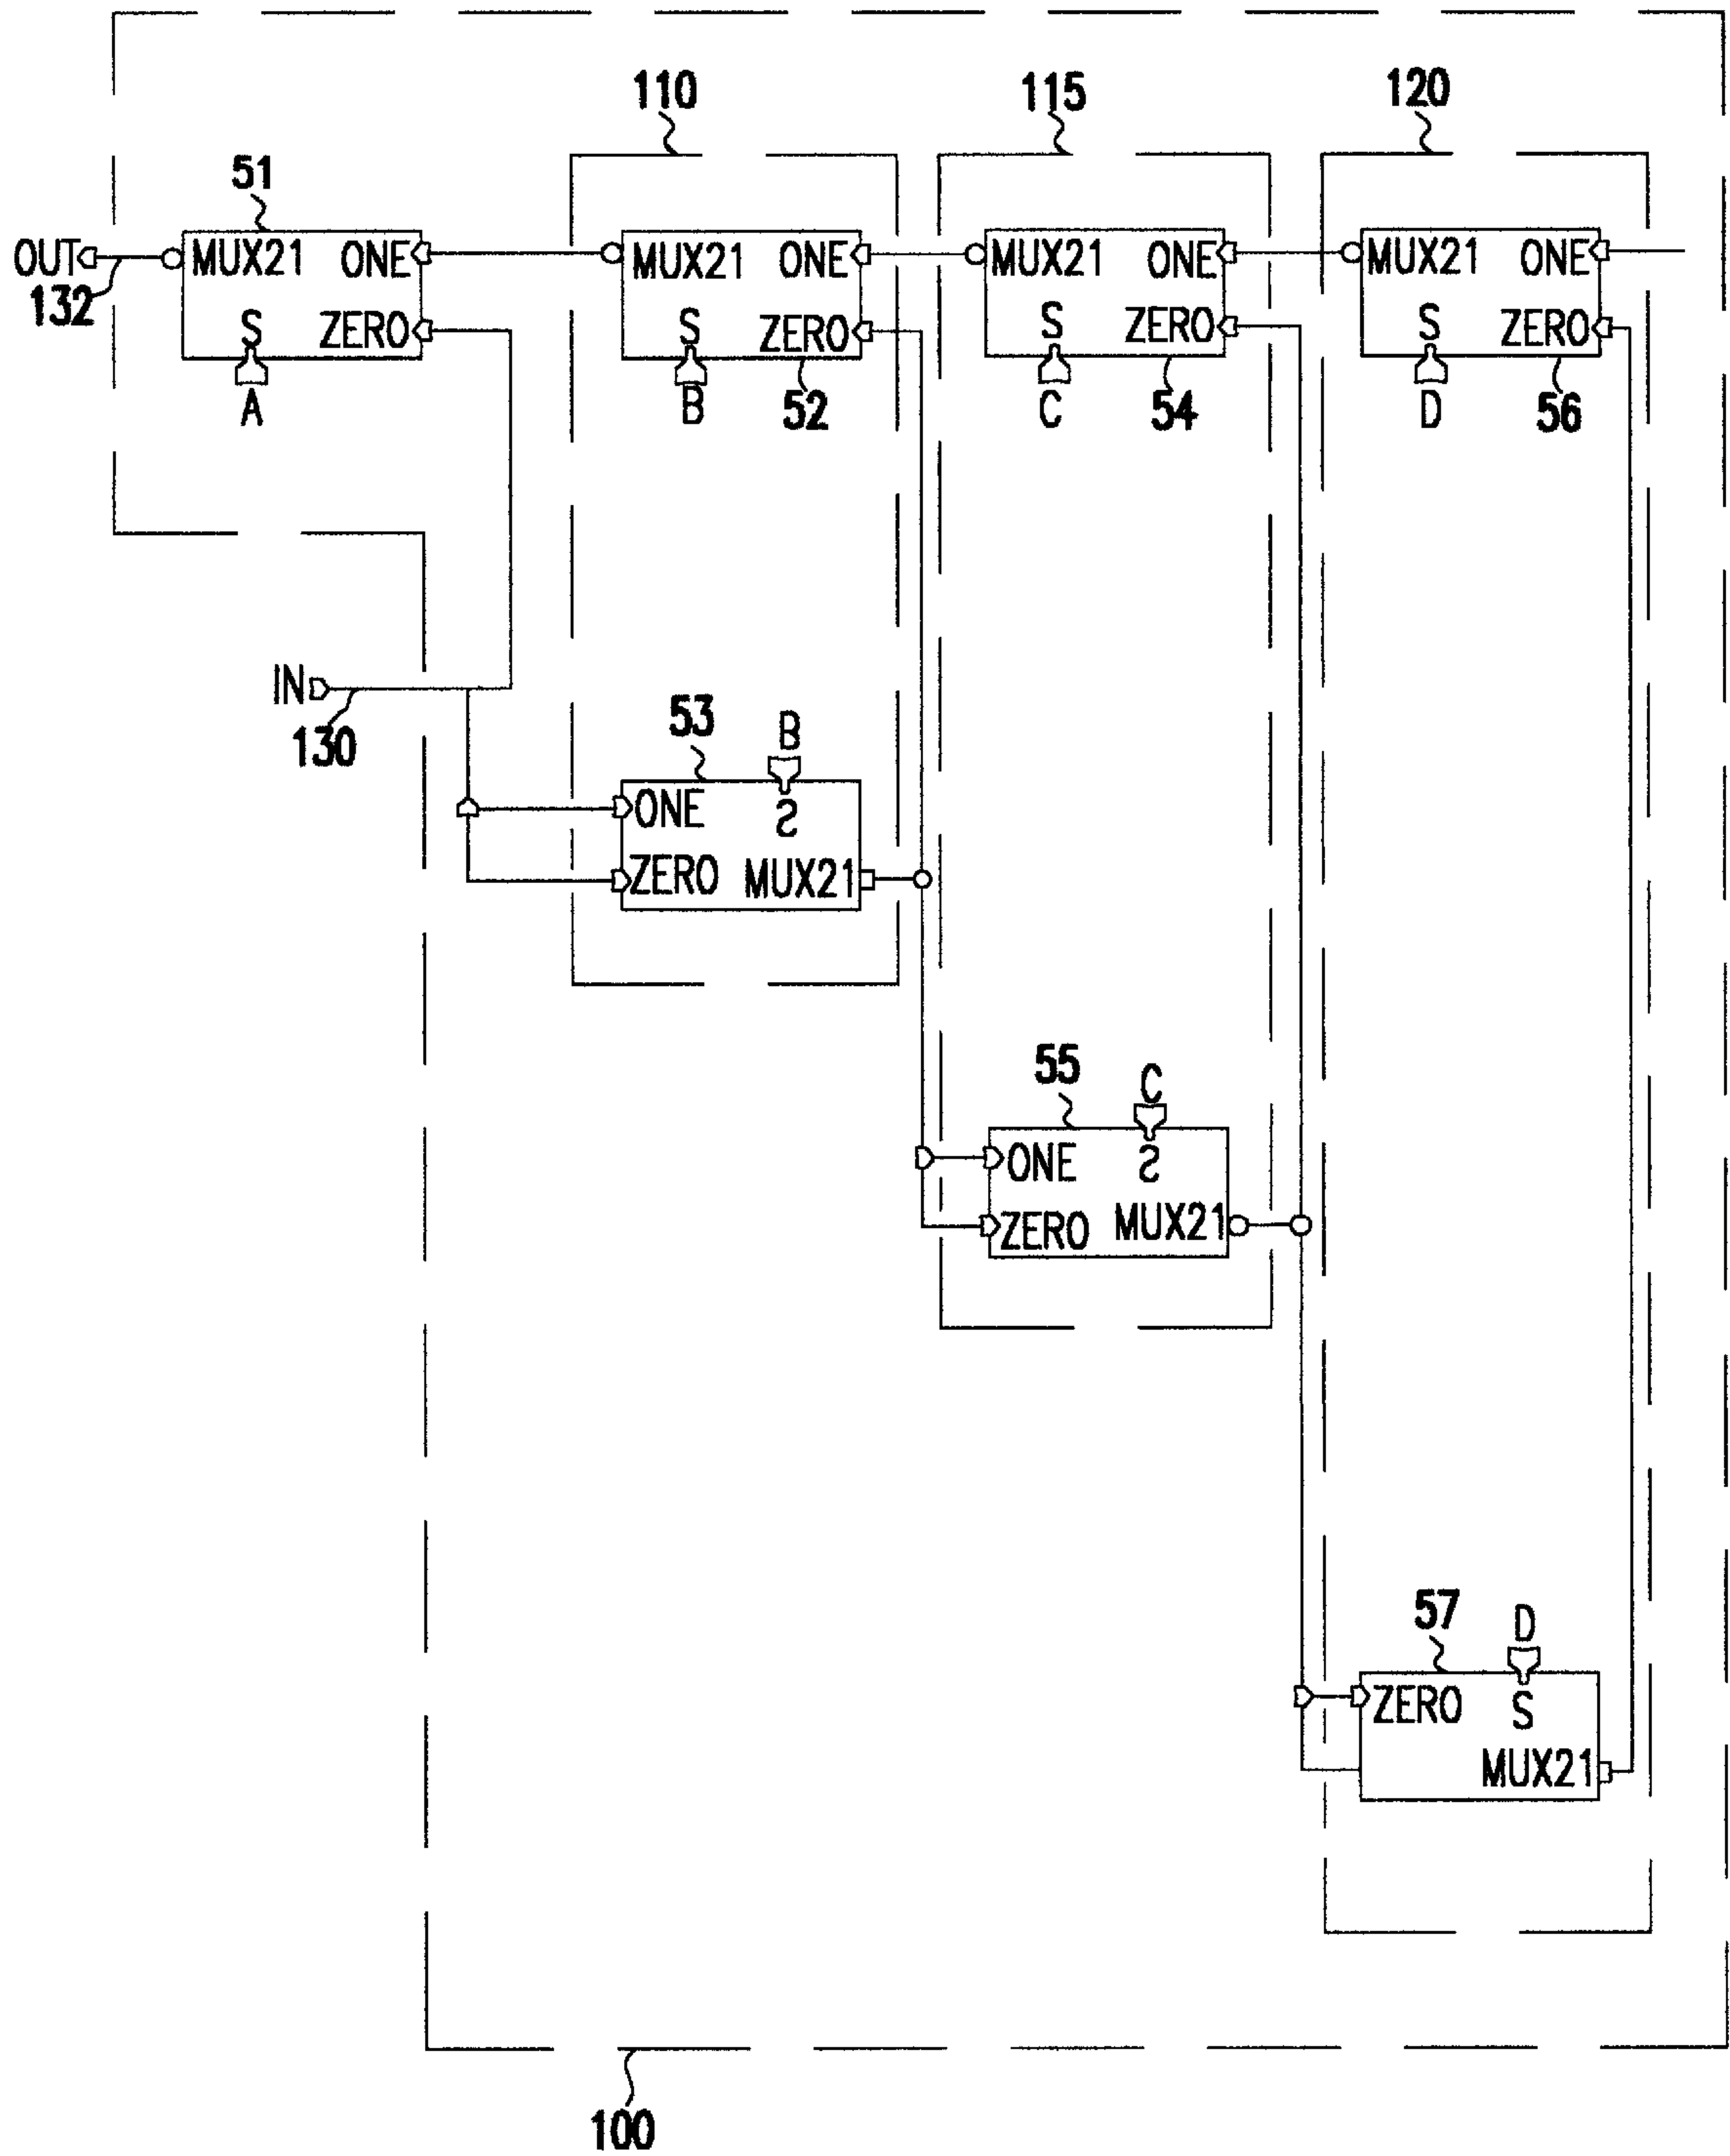 110
115
120
51
OUT
MUX21 ONE
MUX21 ONE
MUX21 ONE
MUX21 ONE
132
S ZERO
S ZERO
S ZERO
S ZERO
A
B
52
C
54
D
56
IN
130
53
B
ONE S
ZERO MUX21
55
C
ONE S
ZERO MUX21
57
D
ZERO S
MUX21
100